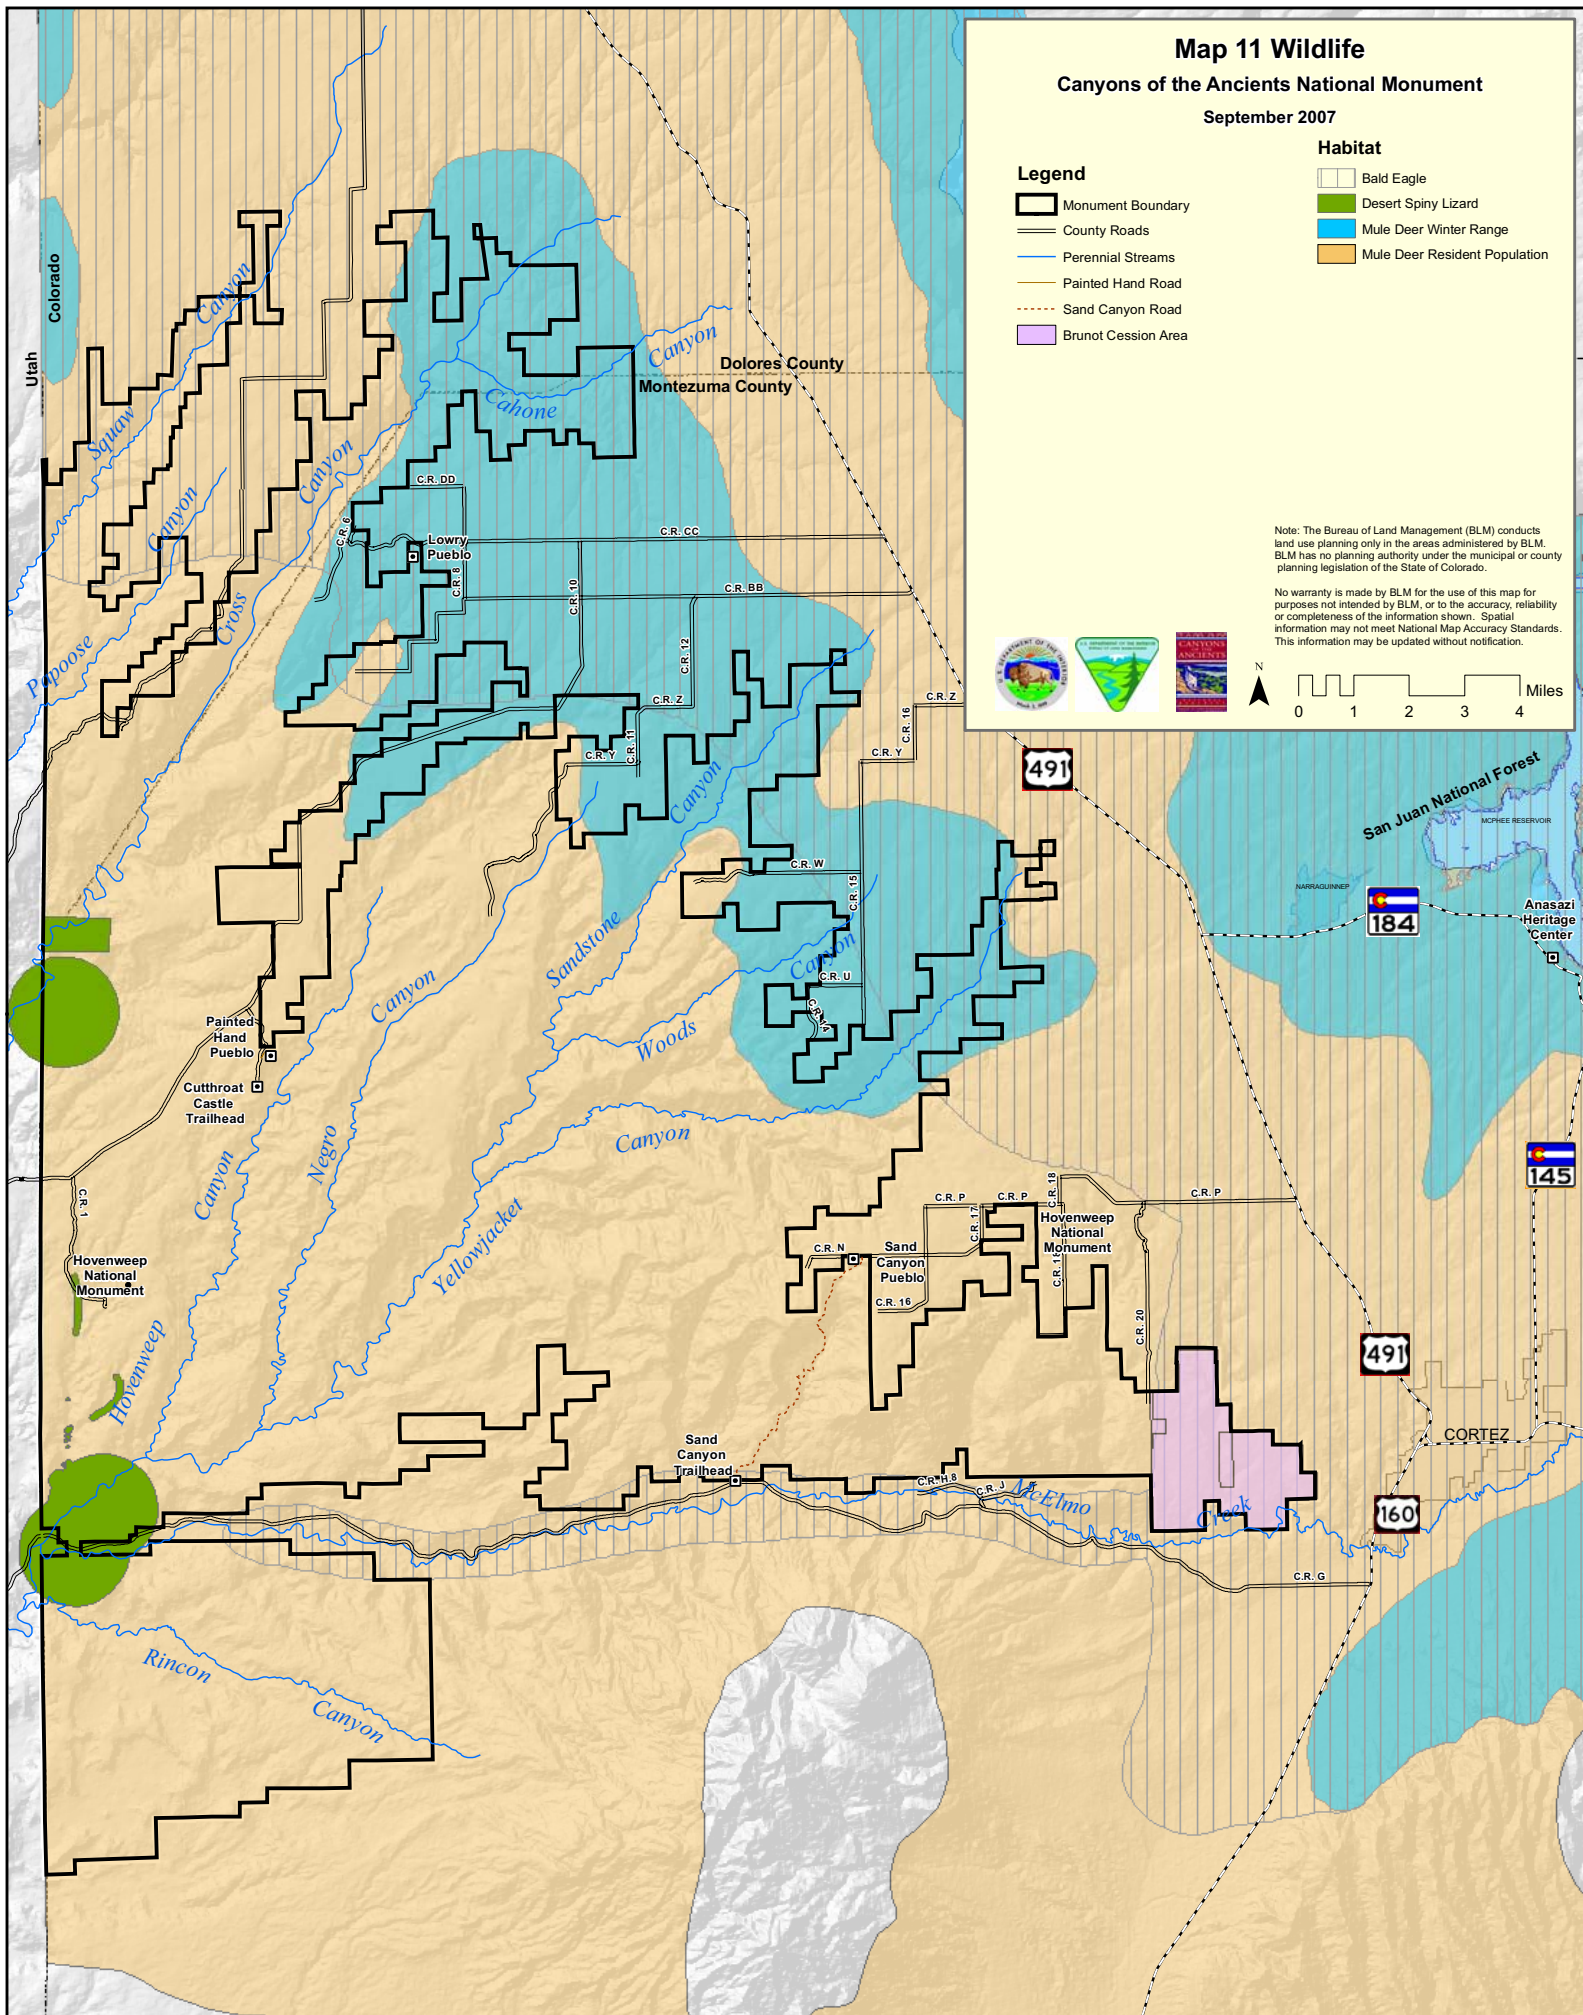 Map 11 Wildlife
Canyons of the Ancients National Monument
September 2007
Legend
Monument Boundary
County Roads
Perennial Streams
Painted Hand Road
Sand Canyon Road
Brunot Cession Area
Habitat
Bald Eagle
Desert Spiny Lizard
Mule Deer Winter Range
Mule Deer Resident Population
Note: The Bureau of Land Management (BLM) conducts
land use planning only in the areas administered by BLM.
BLM has no planning authority under the municipal or county
planning legislation of the State of Colorado.
No warranty is made by BLM for the use of this map for
purposes not intended by BLM, or to the accuracy, reliability
or completeness of the information shown. Spatial
information may not meet National Map Accuracy Standards.
This information may be updated without notification.
CANYONS
ANCIENTS
N
Miles
0 1 2 3 4
Utah
Colorado
Squaw
Canyon
Papoose
Canyon
Cross
Canyon
Cahone
Canyon
Dolores County
Montezuma County
C.R. DD
C.R. 6
Lowry
Pueblo
C.R. 8
C.R. CC
C.R. 10
C.R. BB
C.R. 12
C.R. Z
C.R. 11
C.R. Y
C.R. Z
C.R. 16
C.R. Y
491
San Juan National Forest
MCPHEE RESERVOIR
NARRAGUINNEP
184
Anasazi
Heritage
Center
Sandstone
Canyon
C.R. W
C.R. 15
Woods
Canyon
C.R. U
C.R. 14
Painted
Hand
Pueblo
Cutthroat
Castle
Trailhead
Negro
Canyon
Hovenweep
Canyon
Yellowjacket
Canyon
145
C.R. 1
Hovenweep
National
Monument
C.R. P
C.R. P
C.R. 18
C.R. P
C.R. 17
Hovenweep
National
Monument
C.R. N
Sand
Canyon
Pueblo
C.R. 18
C.R. 16
C.R. 20
491
CORTEZ
Sand
Canyon
Trailhead
C.R. H.8
C.R. J
McElmo
Creek
160
C.R. G
Rincon
Canyon